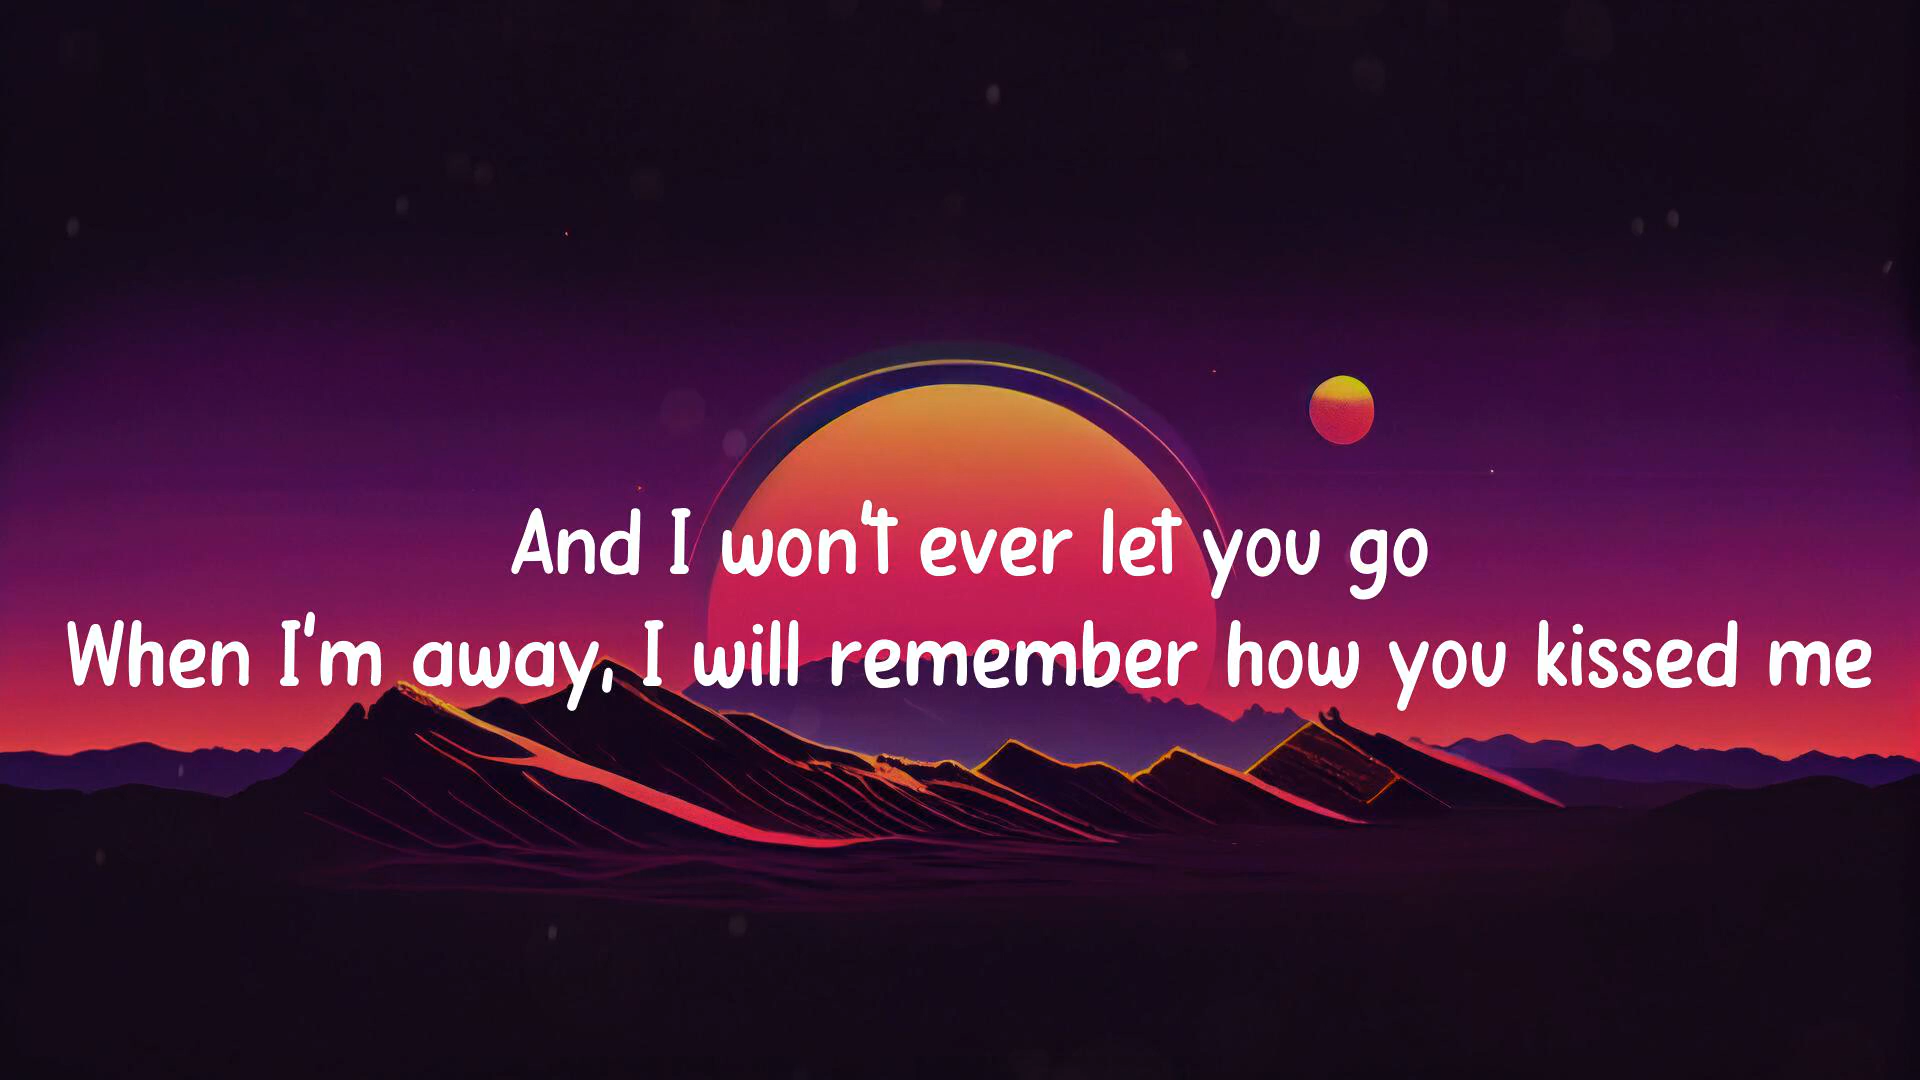 And I won't ever let you go
When I'm away, I will remember how you kissed me